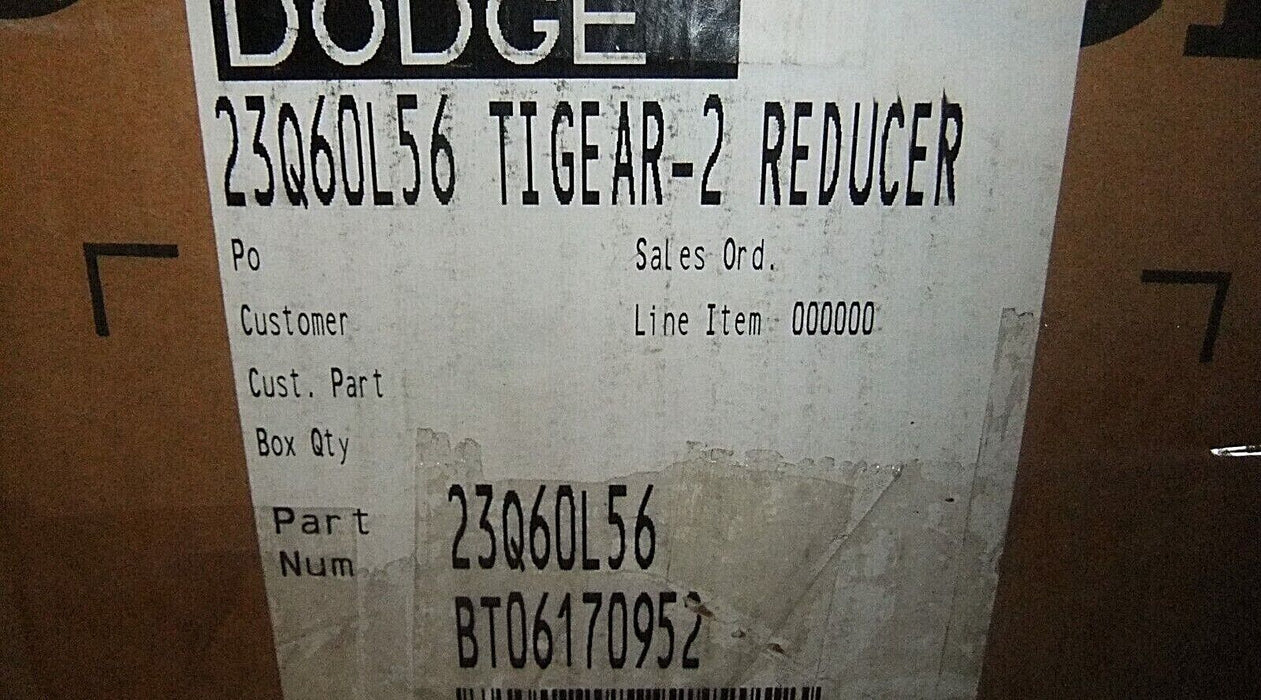 DODGE
23Q60L56 TIGEAR-2 REDUCER
Po Sales Ord.
Customer Line Item 000000
Cust. Part
Box Qty
Part Num 23Q60L56
BT06170952